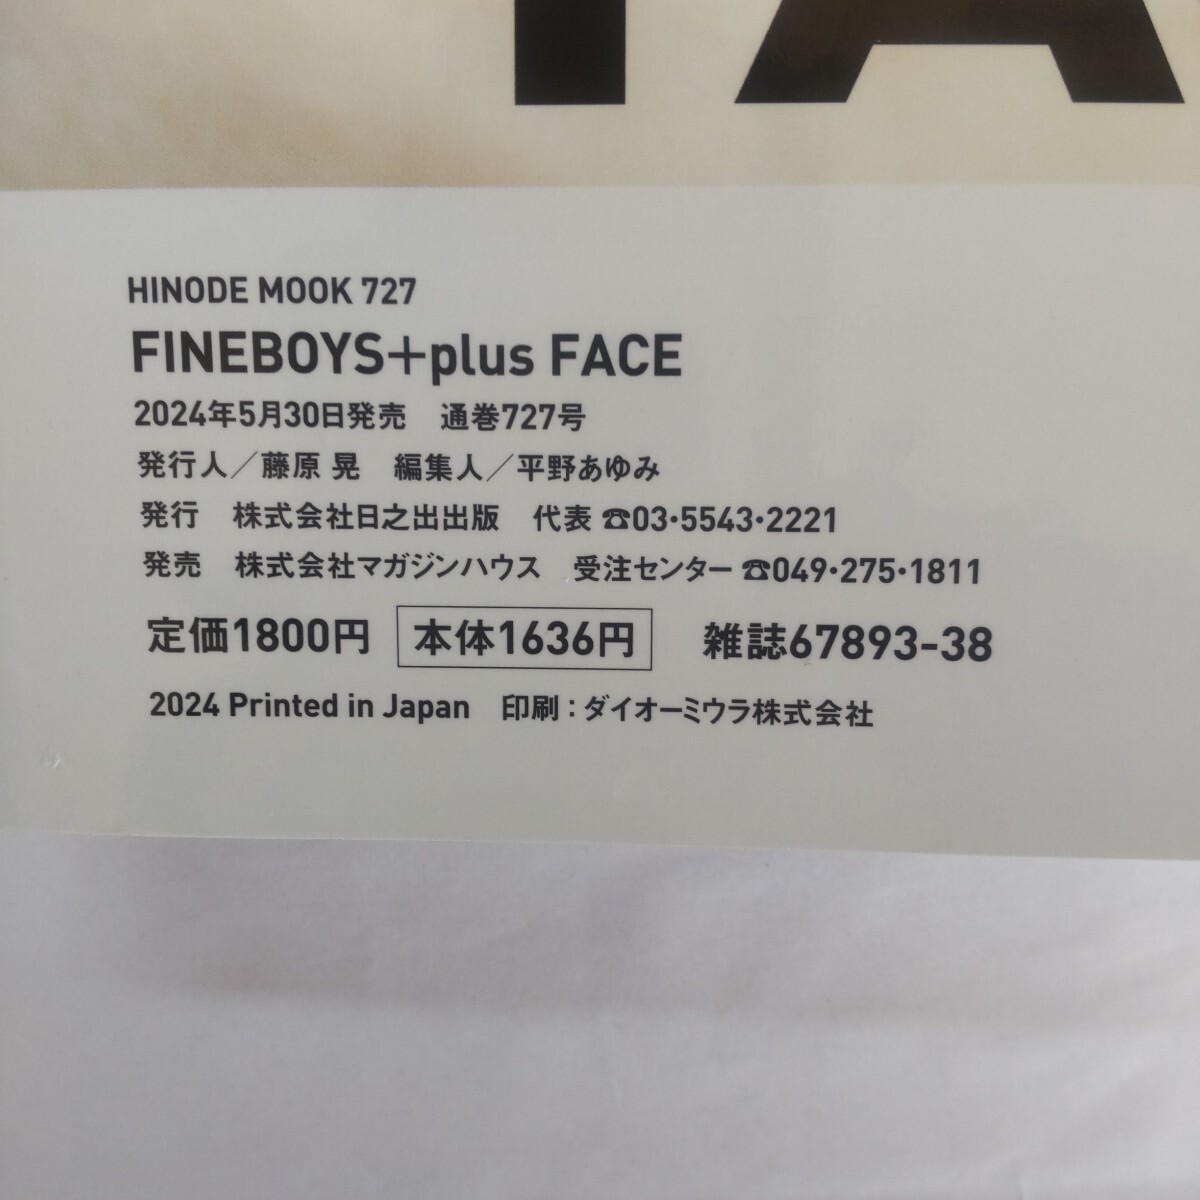 TA
HINODE MOOK 727
FINEBOYS+plus FACE
2024年5月30日発売 通巻727号
発行人／藤原 晃 編集人／平野あゆみ
発行 株式会社日之出出版 代表 ☎03・5543・2221
発売 株式会社マガジンハウス 受注センター ☎049・275・1811
定価1800円 本体1636円 雑誌67893-38
2024 Printed in Japan 印刷：ダイオーミウラ株式会社